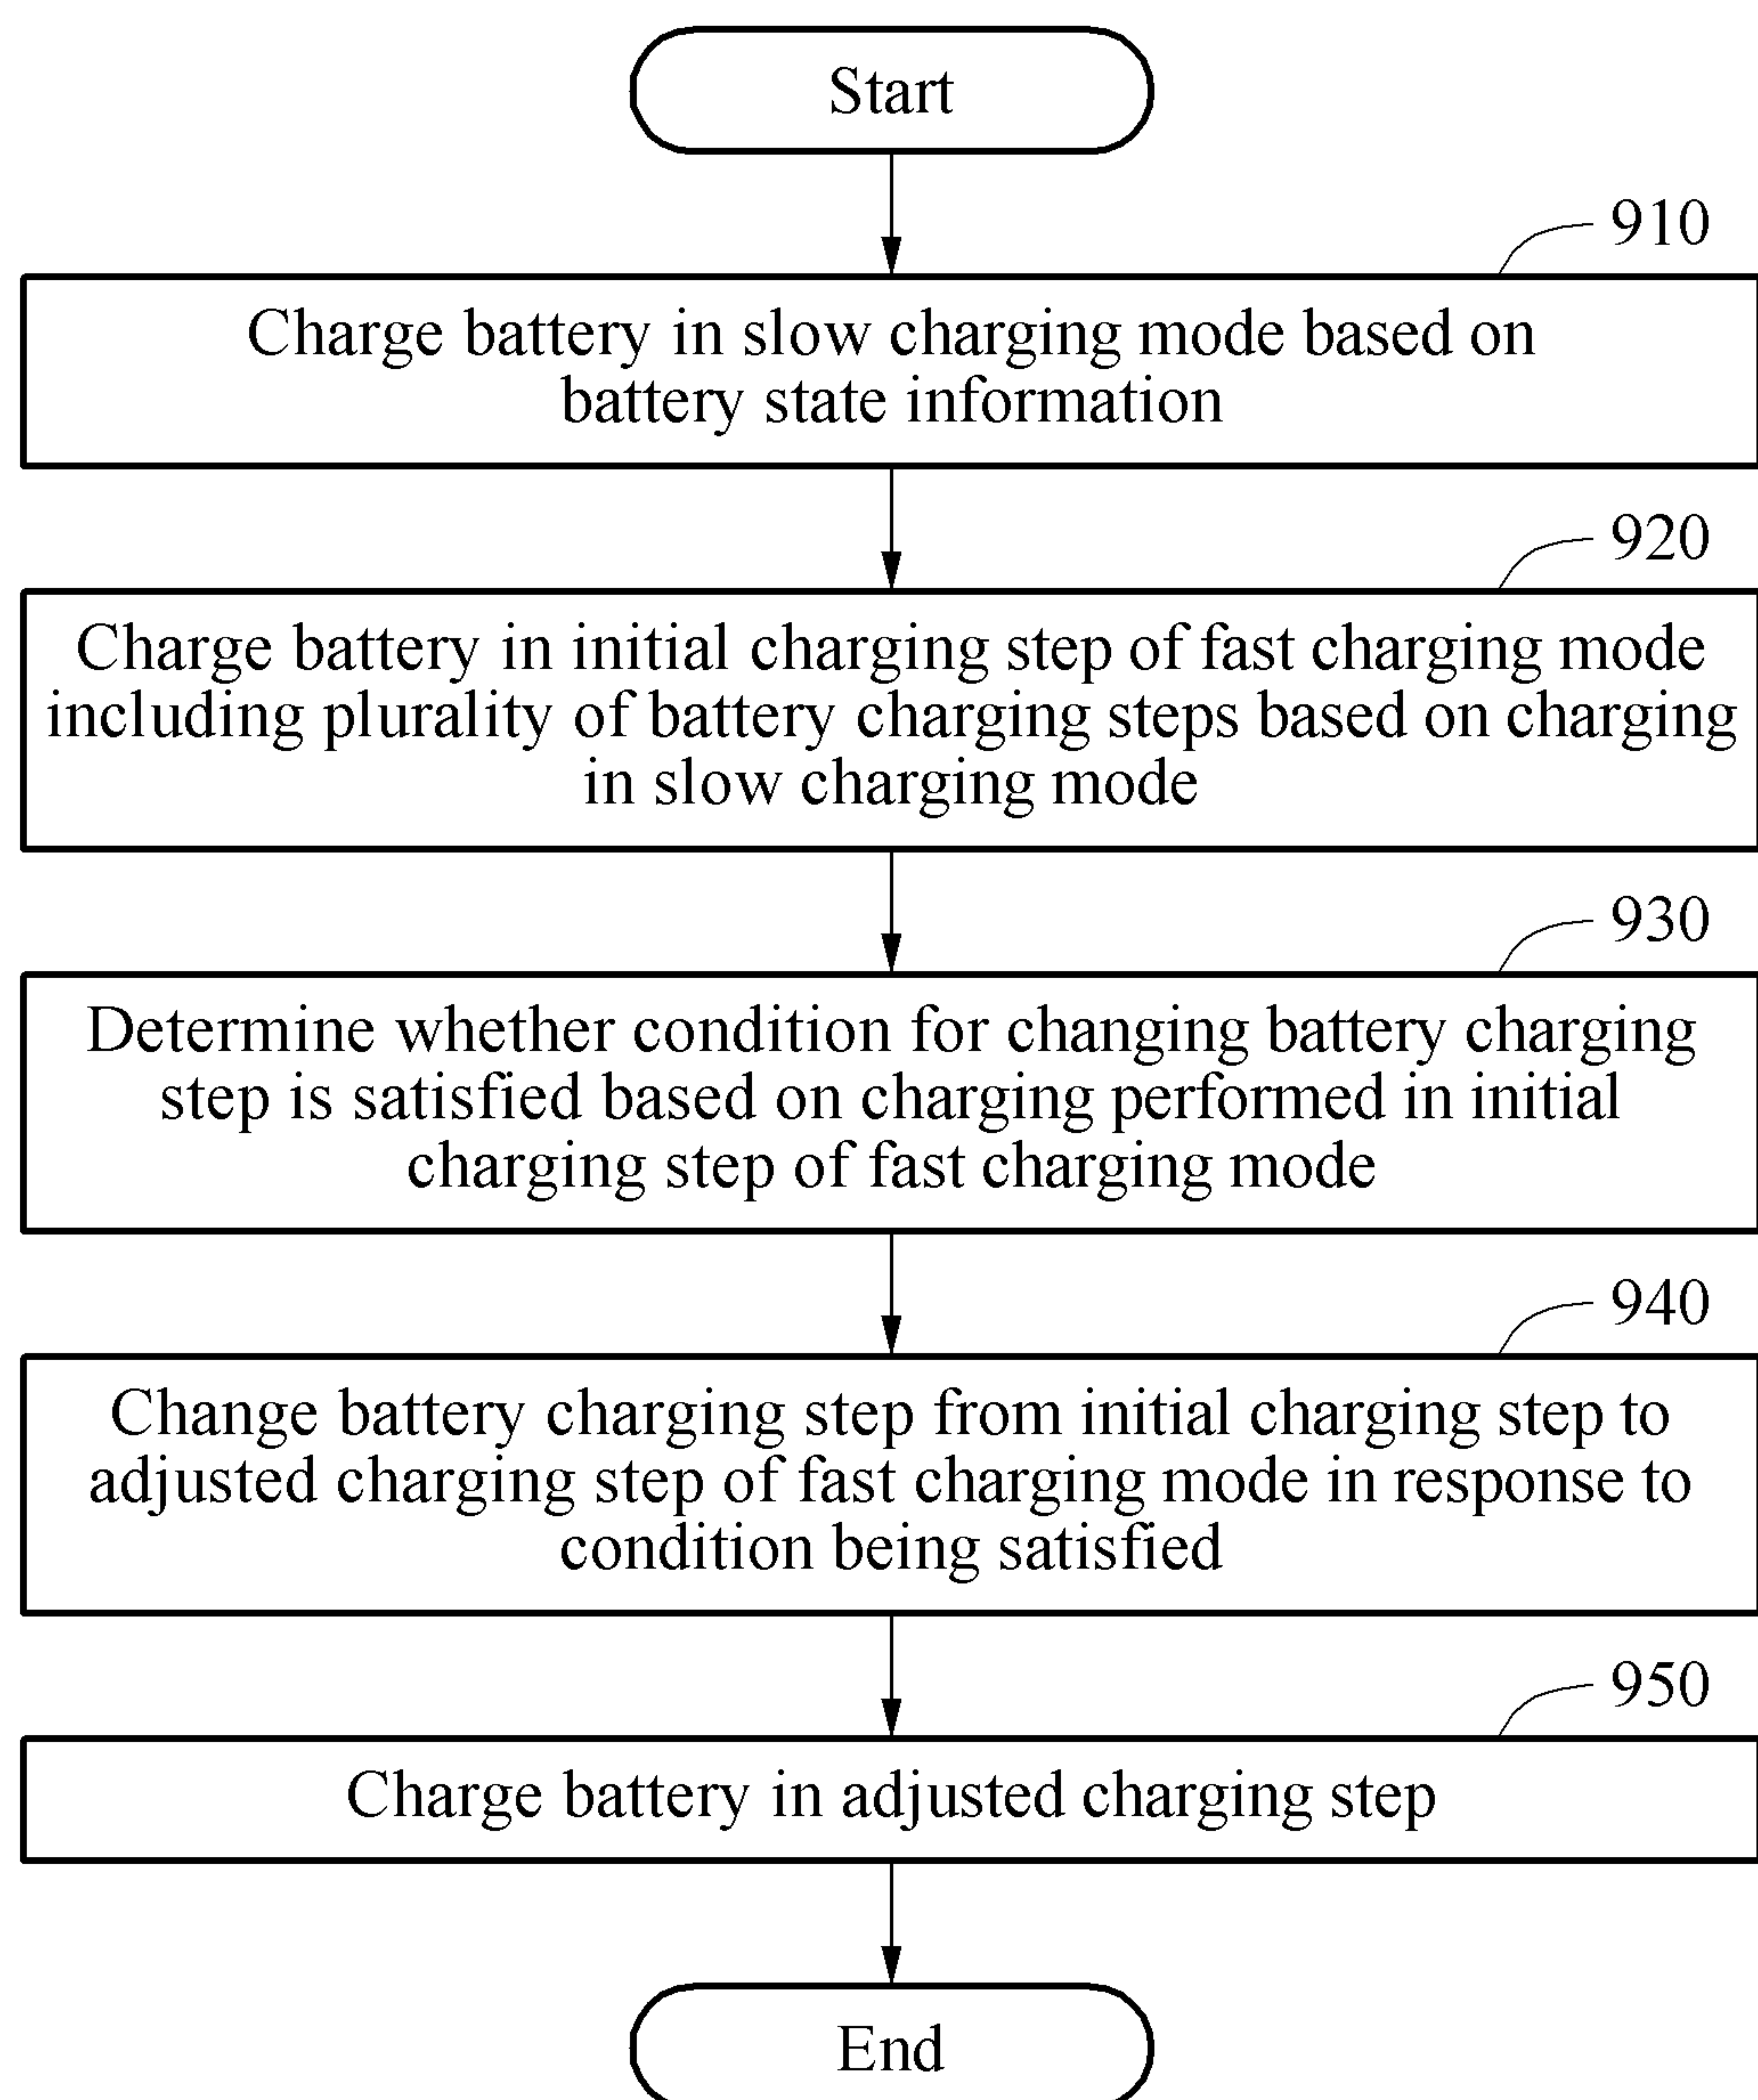 Start
910
Charge battery in slow charging mode based on
battery state information
920
Charge battery in initial charging step of fast charging mode
including plurality of battery charging steps based on charging
in slow charging mode
930
Determine whether condition for changing battery charging
step is satisfied based on charging performed in initial
charging step of fast charging mode
940
Change battery charging step from initial charging step to
adjusted charging step of fast charging mode in response to
condition being satisfied
950
Charge battery in adjusted charging step
End